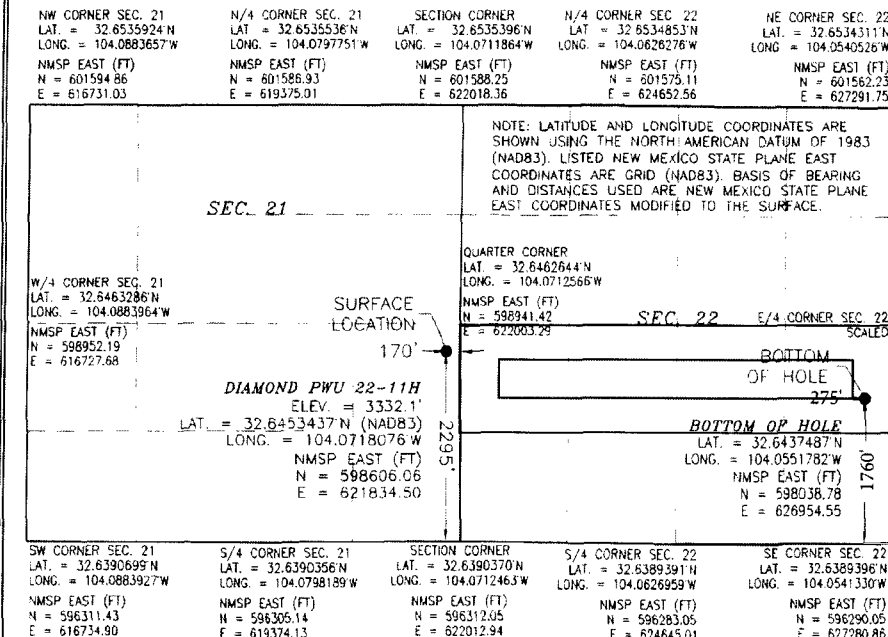 NW CORNER SEC. 21
LAT. = 32.6535924'N
LONG. = 104.0883657'W
NMSP EAST (FT)
N = 601594.86
E = 616731.03
N/4 CORNER SEC. 21
LAT = 32.6535536'N
LONG. = 104.0797751'W
NMSP EAST (FT)
N = 601586.93
E = 619375.01
SECTION CORNER
LAT. = 32.6535396'N
LONG. = 104.0711864'W
NMSP EAST (FT)
N = 601588.25
E = 622018.36
N/4 CORNER SEC. 22
LAT = 32.6534853'N
LONG. = 104.0626276'W
NMSP EAST (FT)
N = 601575.11
E = 624652.56
NE CORNER SEC. 22
LAT. = 32.6534311'N
LONG = 104.0540526'W
NMSP EAST (FT)
N = 601562.23
E = 627291.75
NOTE: LATITUDE AND LONGITUDE COORDINATES ARE
SHOWN USING THE NORTH AMERICAN DATUM OF 1983
(NAD83). LISTED NEW MEXICO STATE PLANE EAST
COORDINATES ARE GRID (NAD83). BASIS OF BEARING
AND DISTANCES USED ARE NEW MEXICO STATE PLANE
EAST COORDINATES MODIFIED TO THE SURFACE.
SEC. 21
W/4 CORNER SEC. 21
LAT. = 32.6463286'N
LONG. = 104.0883964'W
NMSP EAST (FT)
N = 598952.19
E = 616727.68
QUARTER CORNER
LAT. = 32.6462644'N
LONG. = 104.0712566'W
NMSP EAST (FT)
N = 598941.42
E = 622003.29
SEC. 22
E/4 CORNER SEC. 22
SCALED
SURFACE
LOCATION
170'
DIAMOND PWU 22-11H
ELEV. = 3332.1'
LAT. = 32.6453437'N (NAD83)
LONG. = 104.0718076'W
NMSP EAST (FT)
N = 598606.06
E = 621834.50
2295'
BOTTOM
OF HOLE
275'
BOTTOM OF HOLE
LAT. = 32.6437487'N
LONG. = 104.0551782'W
NMSP EAST (FT)
N = 598038.78
E = 626954.55
1760'
SW CORNER SEC. 21
LAT. = 32.6390699'N
LONG. = 104.0883927'W
NMSP EAST (FT)
N = 596311.43
E = 616734.90
S/4 CORNER SEC. 21
LAT. = 32.6390356'N
LONG. = 104.0798189'W
NMSP EAST (FT)
N = 596305.14
E = 619374.13
SECTION CORNER
LAT. = 32.6390370'N
LONG. = 104.0712463'W
NMSP EAST (FT)
N = 596312.05
E = 622012.94
S/4 CORNER SEC. 22
LAT. = 32.6389391'N
LONG. = 104.0626959'W
NMSP EAST (FT)
N = 596283.05
E = 624645.01
SE CORNER SEC. 22
LAT. = 32.6389396'N
LONG. = 104.0541330'W
NMSP EAST (FT)
N = 596290.05
E = 627280.86